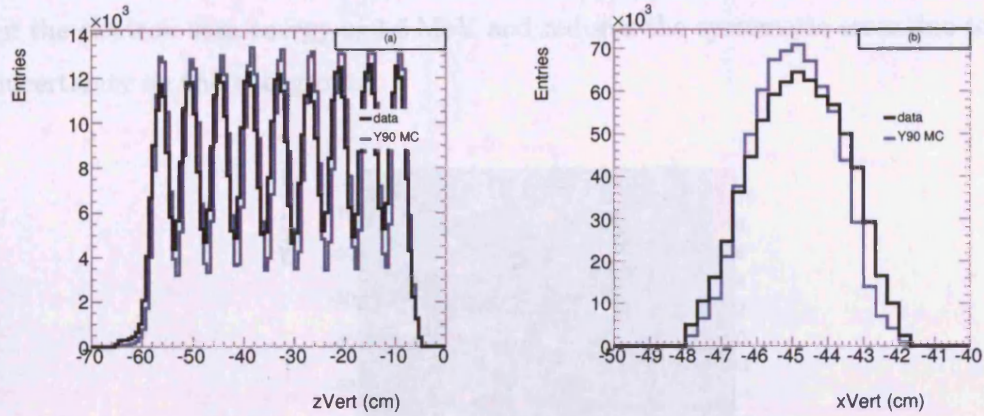 ×10³
Entries
14
12
10
8
6
4
2
0
-70 -60 -50 -40 -30 -20 -10 0
zVert (cm)
(a)
data
Y90 MC
×10³
Entries
70
60
50
40
30
20
10
0
-50 -49 -48 -47 -46 -45 -44 -43 -42 -41 -40
xVert (cm)
(b)
data
Y90 MC